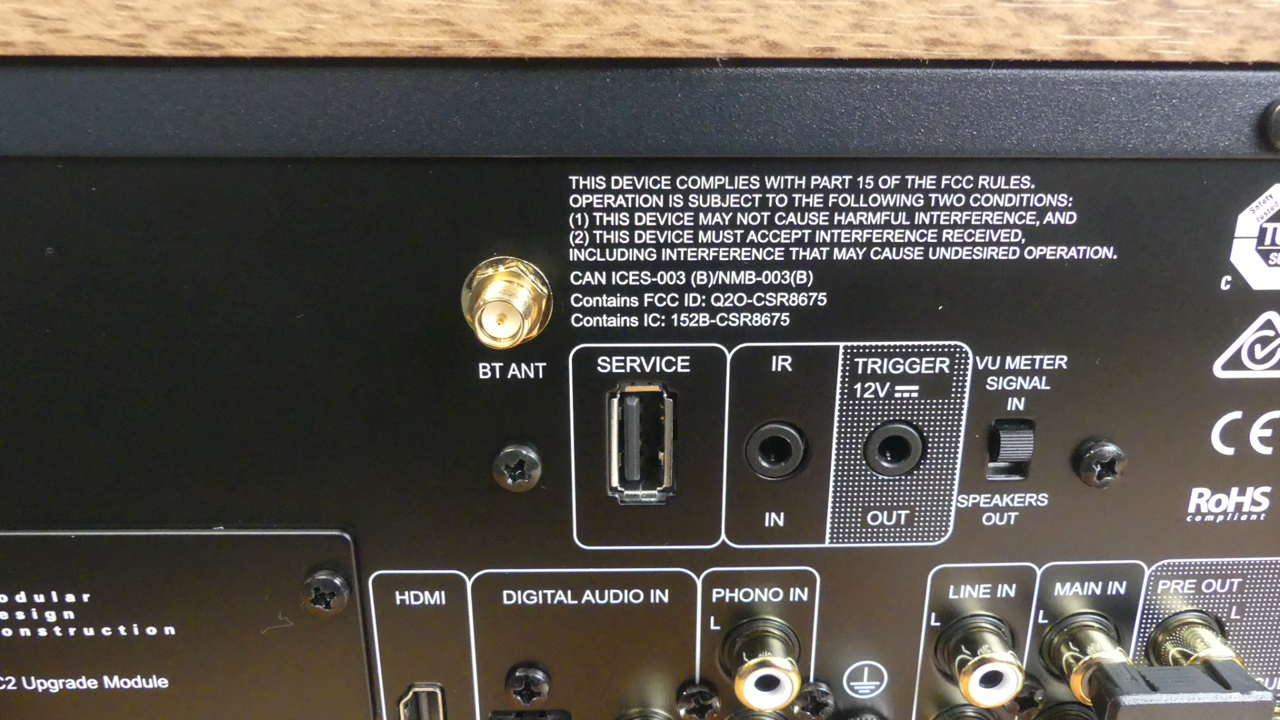 THIS DEVICE COMPLIES WITH PART 15 OF THE FCC RULES.
OPERATION IS SUBJECT TO THE FOLLOWING TWO CONDITIONS:
(1) THIS DEVICE MAY NOT CAUSE HARMFUL INTERFERENCE, AND
(2) THIS DEVICE MUST ACCEPT INTERFERENCE RECEIVED,
INCLUDING INTERFERENCE THAT MAY CAUSE UNDESIRED OPERATION.
CAN ICES-003 (B)/NMB-003(B)
Contains FCC ID: Q2O-CSR8675
Contains IC: 152B-CSR8675
Safety
C
BT ANT
SERVICE
IR
IN
TRIGGER
12V
OUT
VU METER
SIGNAL
IN
SPEAKERS
OUT
CE
RoHS
compliant
odular
esign
onstruction
C2 Upgrade Module
HDMI
DIGITAL AUDIO IN
PHONO IN
L
LINE IN
L
MAIN IN
L
PRE OUT
L